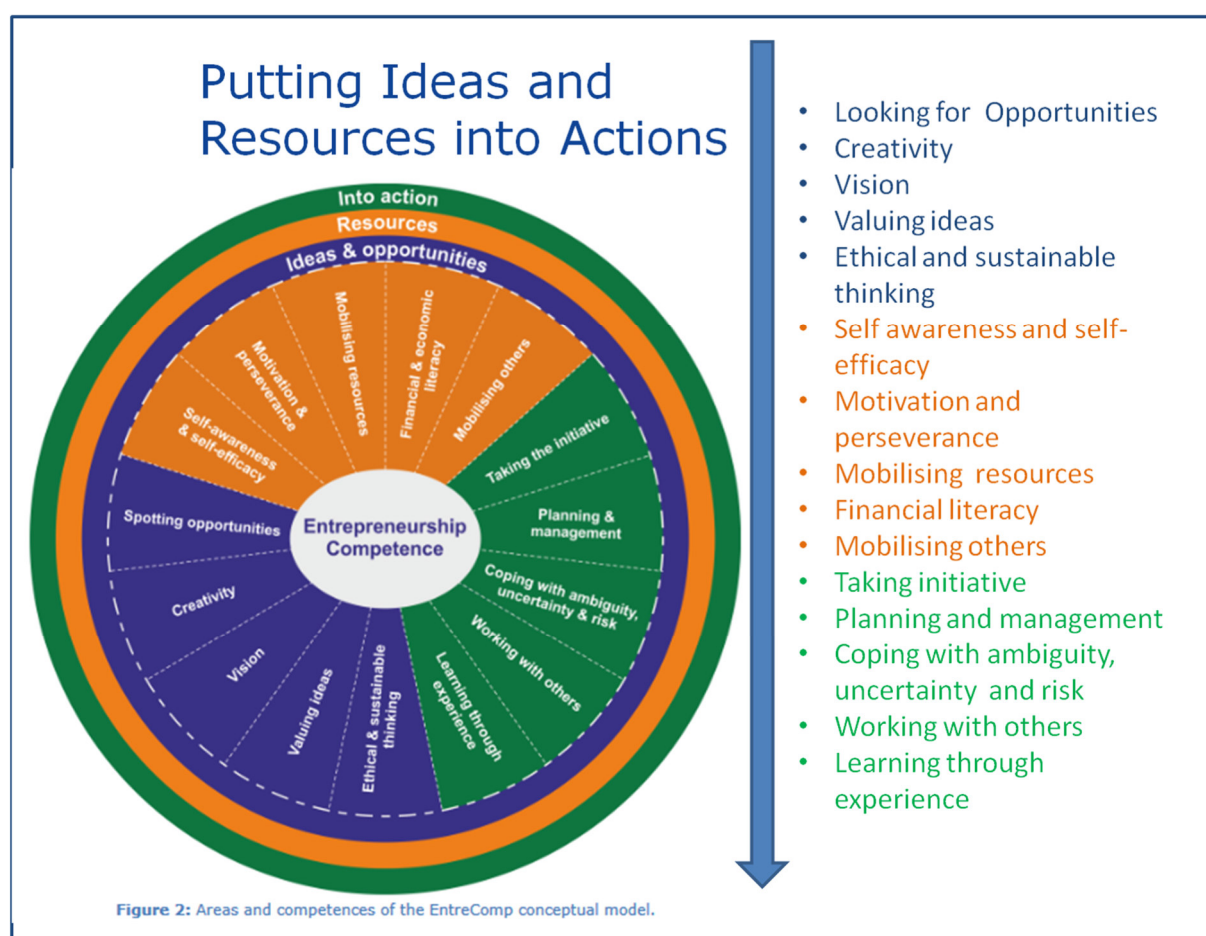 Putting Ideas and
Resources into Actions
Into action
Resources
Ideas & opportunities
Self-awareness
& self-efficacy
Motivation &
perseverance
Mobilising resources
Financial & economic
literacy
Mobilising others
Taking the initiative
Planning &
management
Coping with ambiguity,
uncertainty & risk
Working with others
Learning through
experience
Ethical & sustainable
thinking
Valuing ideas
Vision
Creativity
Spotting opportunities
Entrepreneurship
Competence
Figure 2: Areas and competences of the EntreComp conceptual model.
• Looking for Opportunities
• Creativity
• Vision
• Valuing ideas
• Ethical and sustainable
thinking
• Self awareness and self-
efficacy
• Motivation and
perseverance
• Mobilising resources
• Financial literacy
• Mobilising others
• Taking initiative
• Planning and management
• Coping with ambiguity,
uncertainty and risk
• Working with others
• Learning through
experience